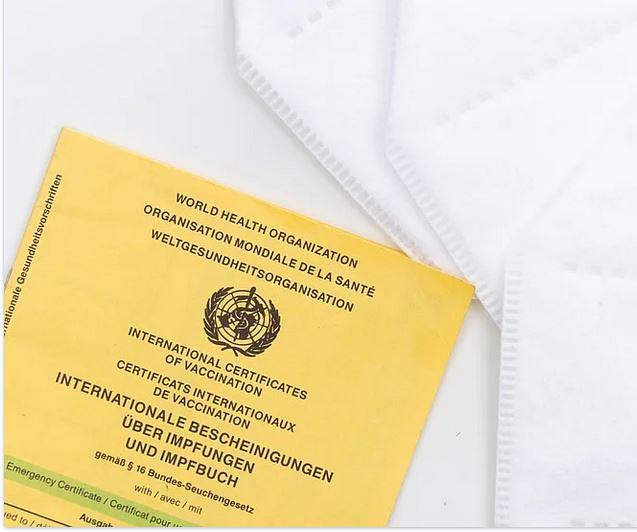 WORLD HEALTH ORGANIZATION
ORGANISATION MONDIALE DE LA SANTÉ
WELTGESUNDHEITSORGANISATION
INTERNATIONAL CERTIFICATES
OF VACCINATION
CERTIFICATS INTERNATIONAUX
DE VACCINATION
INTERNATIONALE BESCHEINIGUNGEN
ÜBER IMPFUNGEN
UND IMPFBUCH
gemäß § 16 Bundes-Seuchengesetz
with / avec / mit
Emergency Certificate / Certificat pour
Gesundheitsvorschriften